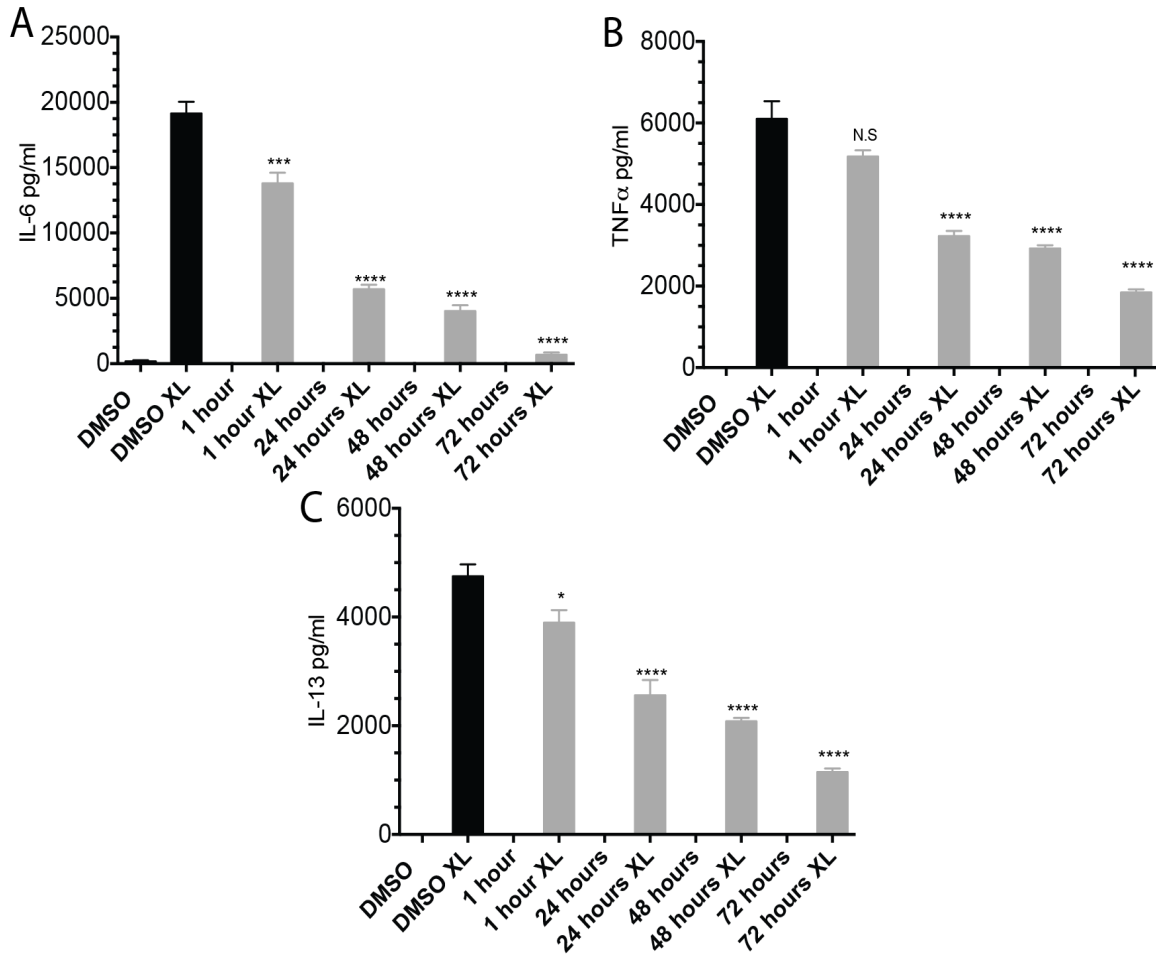 A
IL-6 pg/ml
25000
20000
15000
10000
5000
0
***
****
****
****
DMSO
DMSO XL
1 hour
1 hour XL
24 hours
24 hours XL
48 hours
48 hours XL
72 hours
72 hours XL
B
TNFα pg/ml
8000
6000
4000
2000
0
N.S
****
****
****
DMSO
DMSO XL
1 hour
1 hour XL
24 hours
24 hours XL
48 hours
48 hours XL
72 hours
72 hours XL
C
IL-13 pg/ml
6000
4000
2000
0
*
****
****
****
DMSO
DMSO XL
1 hour
1 hour XL
24 hours
24 hours XL
48 hours
48 hours XL
72 hours
72 hours XL